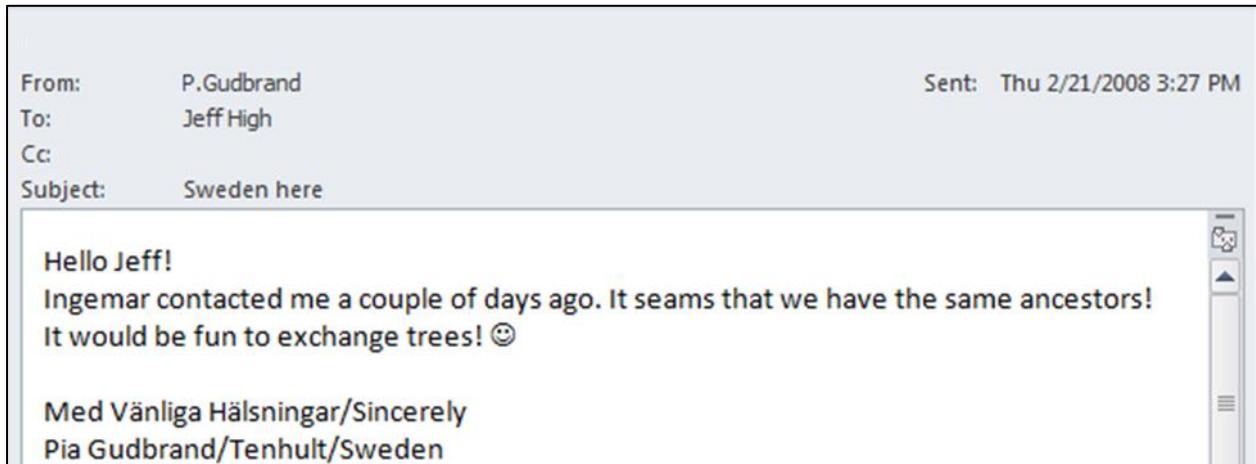 From: P.Gudbrand Sent: Thu 2/21/2008 3:27 PM
To: Jeff High
Cc:
Subject: Sweden here
Hello Jeff!
Ingemar contacted me a couple of days ago. It seams that we have the same ancestors!
It would be fun to exchange trees! ☺
Med Vänliga Hälsningar/Sincerely
Pia Gudbrand/Tenhult/Sweden